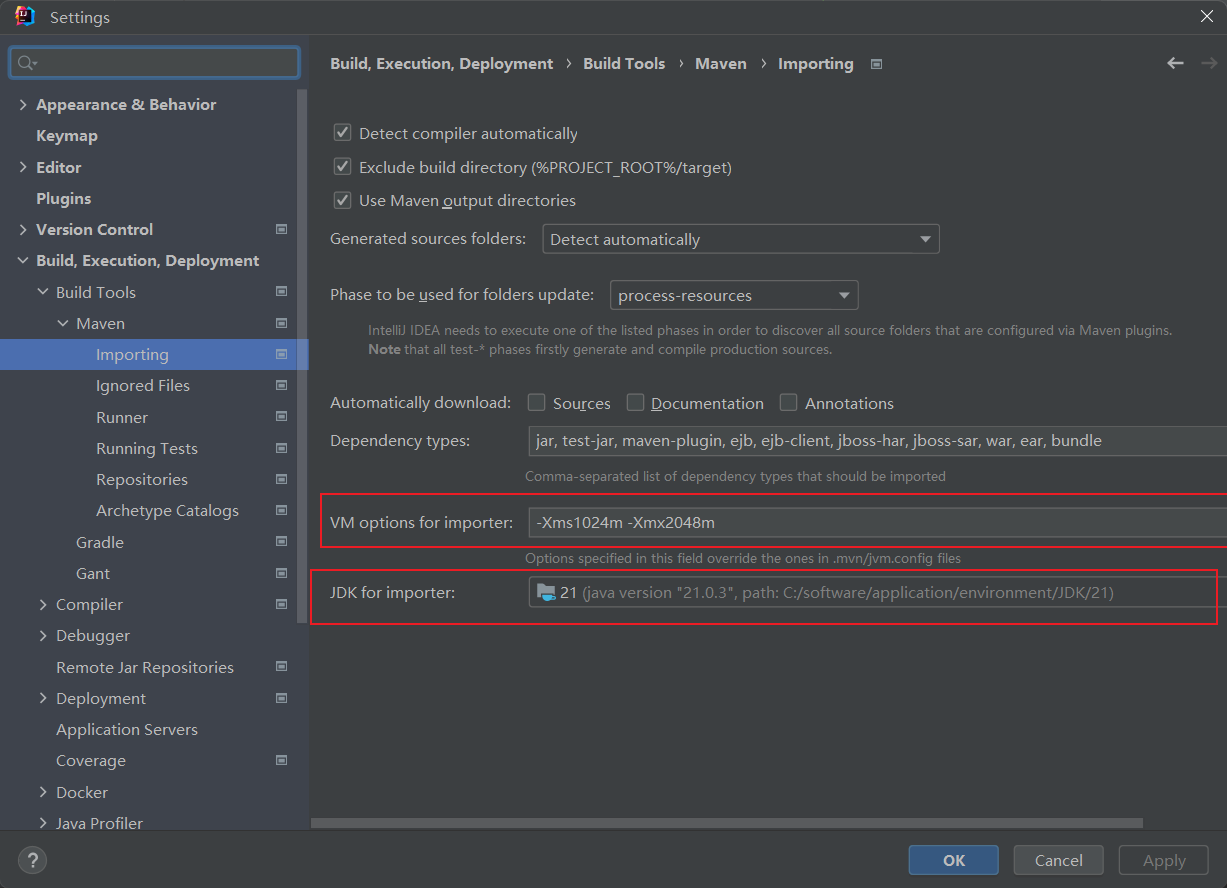 Settings
Build, Execution, Deployment › Build Tools › Maven › Importing
Appearance & Behavior
Keymap
Editor
Plugins
Version Control
Build, Execution, Deployment
Build Tools
Maven
Importing
Ignored Files
Runner
Running Tests
Repositories
Archetype Catalogs
Gradle
Gant
Compiler
Debugger
Remote Jar Repositories
Deployment
Application Servers
Coverage
Docker
Java Profiler
Detect compiler automatically
Exclude build directory (%PROJECT_ROOT%/target)
Use Maven output directories
Generated sources folders: Detect automatically
Phase to be used for folders update: process-resources
IntelliJ IDEA needs to execute one of the listed phases in order to discover all source folders that are configured via Maven plugins.
Note that all test-* phases firstly generate and compile production sources.
Automatically download: Sources Documentation Annotations
Dependency types: jar, test-jar, maven-plugin, ejb, ejb-client, jboss-har, jboss-sar, war, ear, bundle
Comma-separated list of dependency types that should be imported
VM options for importer: -Xms1024m -Xmx2048m
Options specified in this field override the ones in .mvn/jvm.config files
JDK for importer: 21 (java version "21.0.3", path: C:/software/application/environment/JDK/21)
? OK Cancel Apply